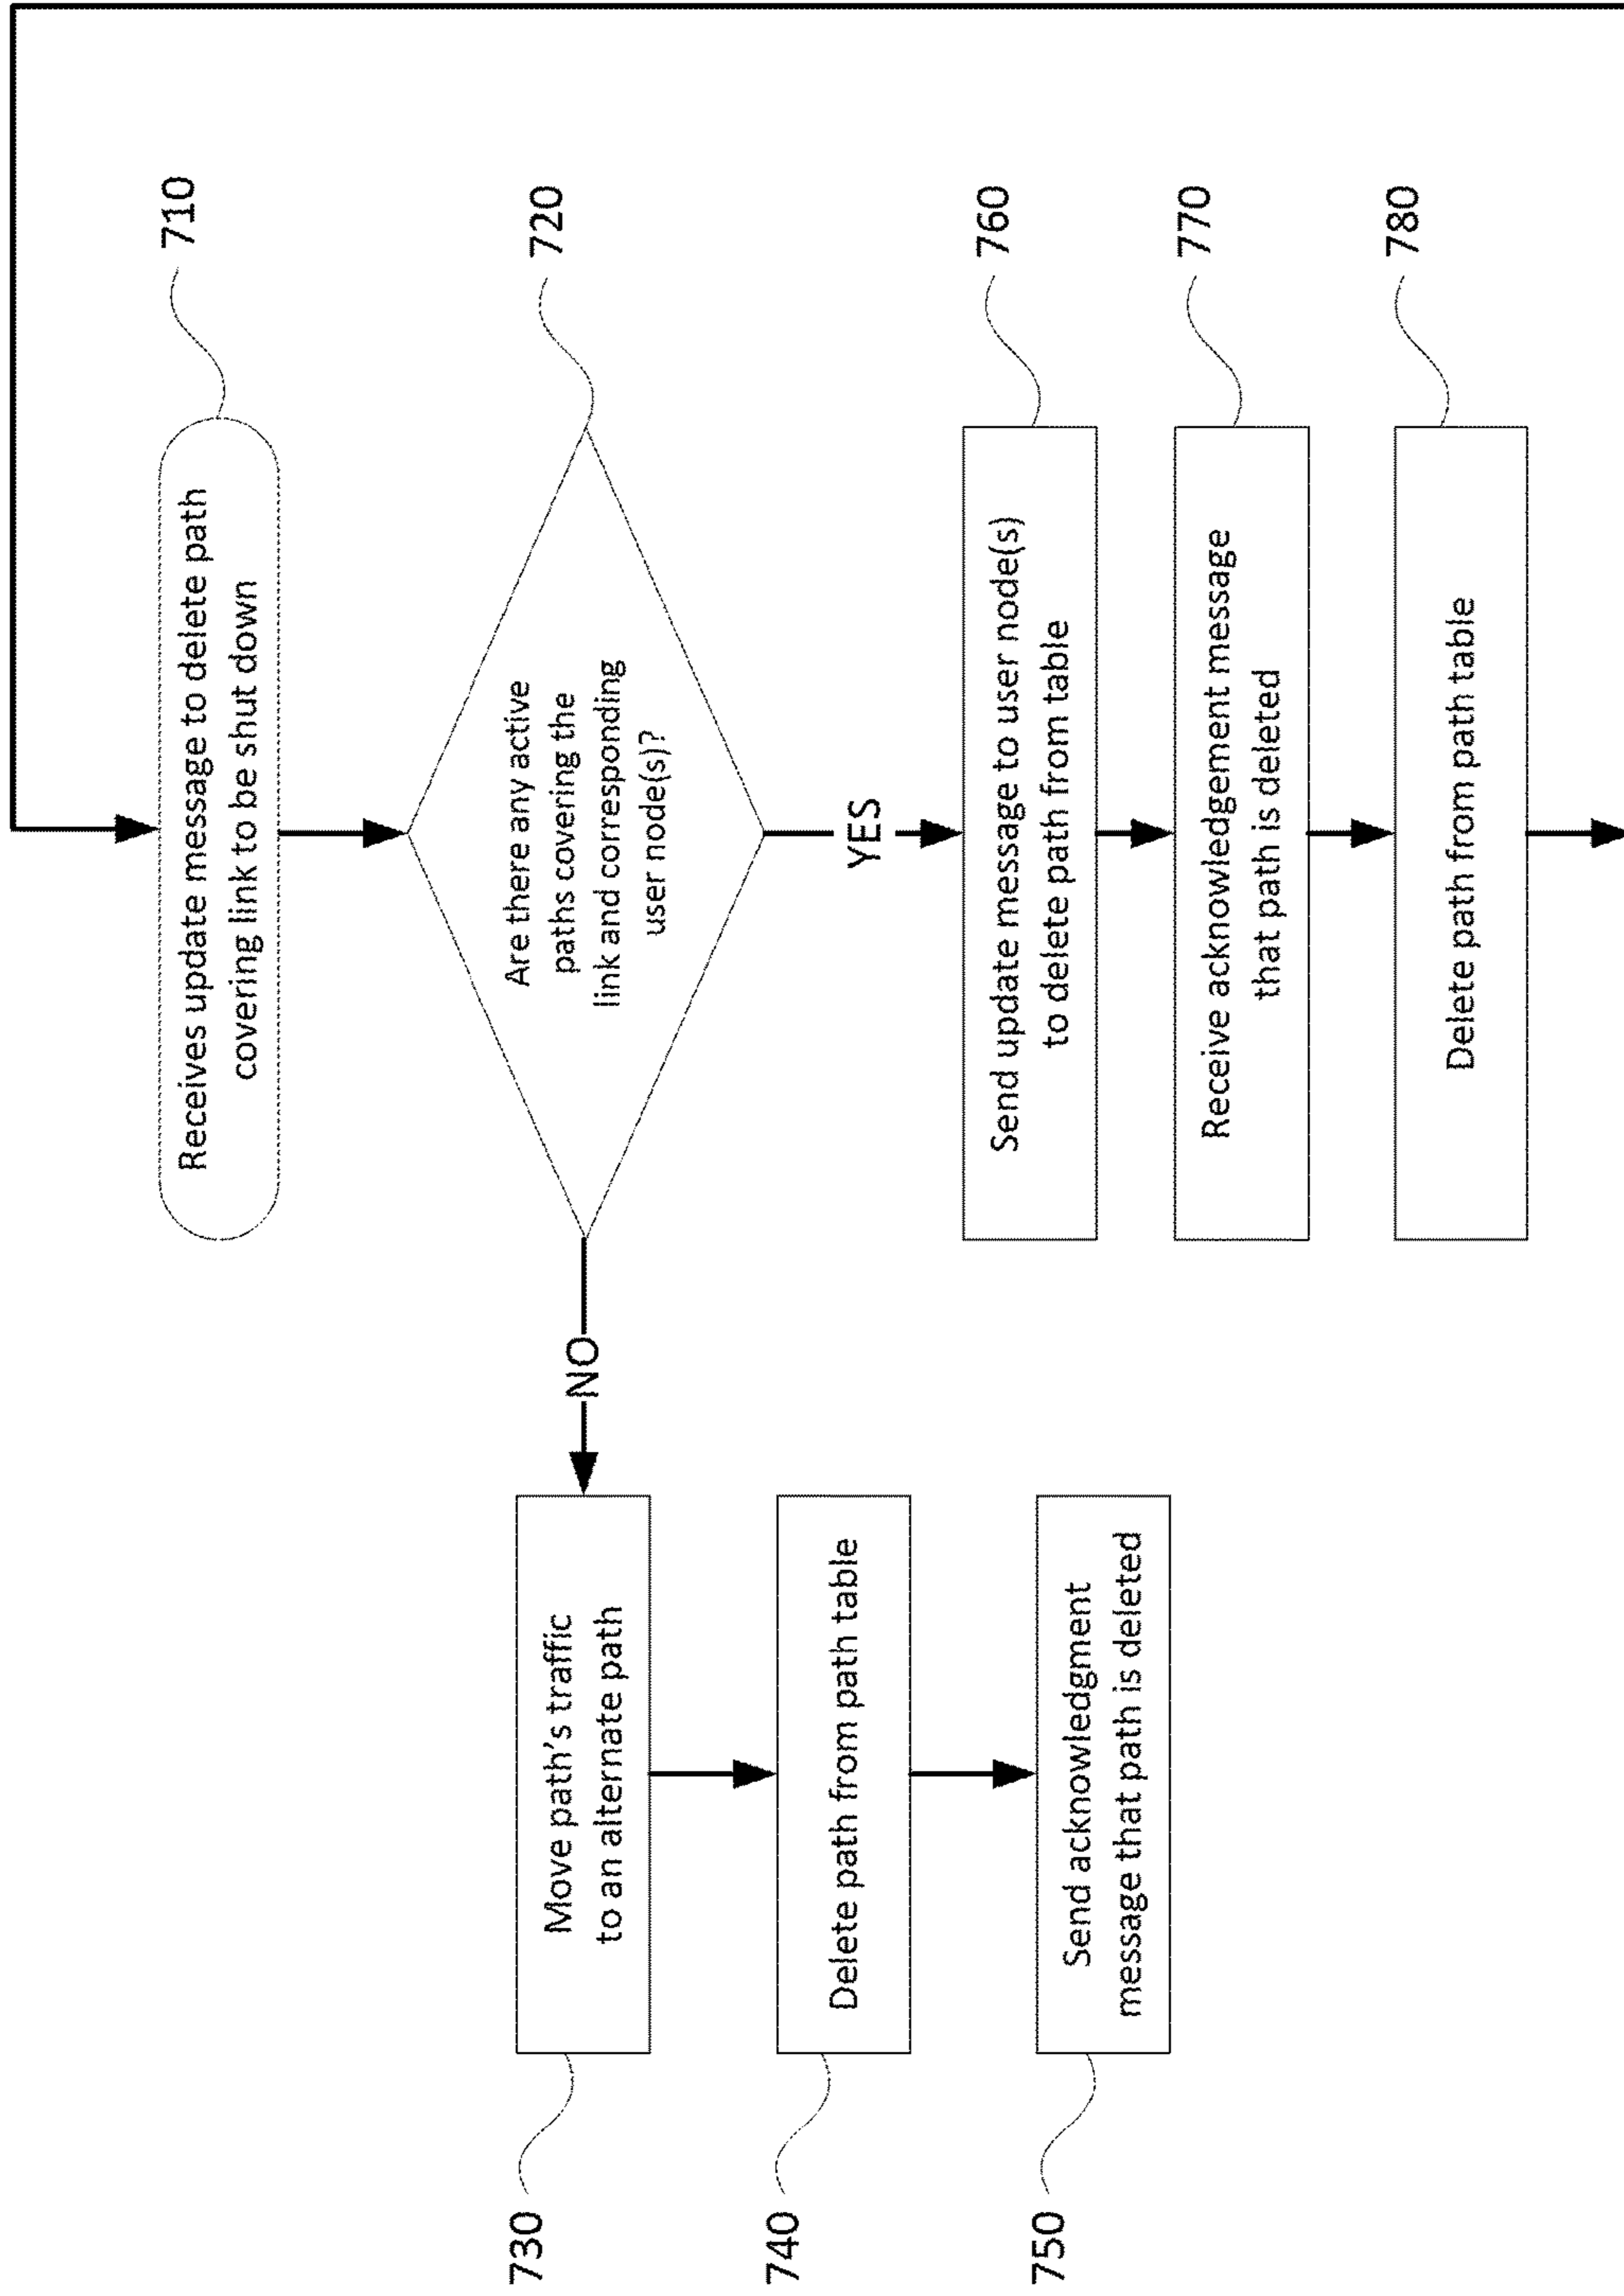 710
Receives update message to delete path
covering link to be shut down
720
Are there any active
paths covering the
link and corresponding
user node(s)?
NO
YES
730
Move path's traffic
to an alternate path
740
Delete path from path table
750
Send acknowledgment
message that path is deleted
760
Send update message to user node(s)
to delete path from table
770
Receive acknowledgement message
that path is deleted
780
Delete path from path table